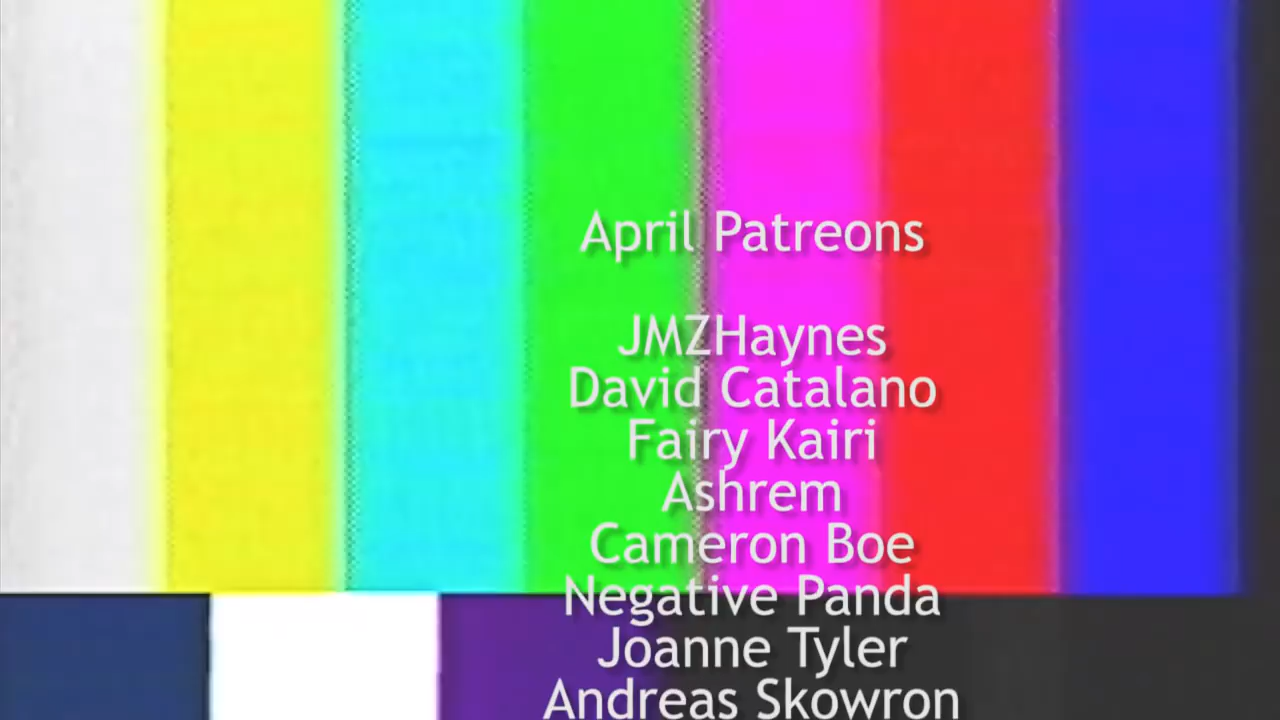 April Patreons
JMZHaynes
David Catalano
Fairy Kairi
Ashrem
Cameron Boe
Negative Panda
Joanne Tyler
Andreas Skowron